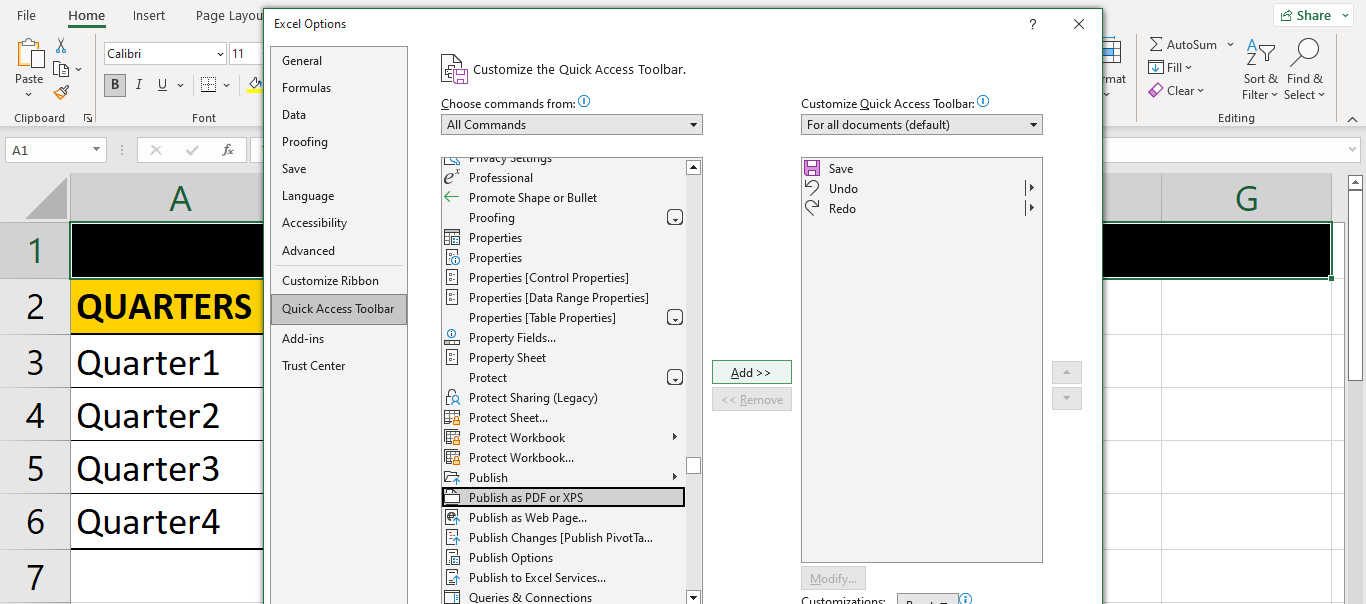 File Home Insert Page Layou
Share
Excel Options
?
Paste
Clipboard
Calibri 11
B I U
Font
AutoSum
Fill
Clear
Sort &
Filter
Find &
Select
Editing
A1
fx
A
G
1
2 QUARTERS
3 Quarter1
4 Quarter2
5 Quarter3
6 Quarter4
7
General
Formulas
Data
Proofing
Save
Language
Accessibility
Advanced
Customize Ribbon
Quick Access Toolbar
Add-ins
Trust Center
Customize the Quick Access Toolbar.
Choose commands from:
All Commands
Privacy Settings
Professional
Promote Shape or Bullet
Proofing
Properties
Properties
Properties [Control Properties]
Properties [Data Range Properties]
Properties [Table Properties]
Property Fields...
Property Sheet
Protect
Protect Sharing (Legacy)
Protect Sheet...
Protect Workbook
Protect Workbook...
Publish
Publish as PDF or XPS
Publish as Web Page...
Publish Changes [Publish PivotTa...
Publish Options
Publish to Excel Services...
Queries & Connections
Add >>
<< Remove
Customize Quick Access Toolbar:
For all documents (default)
Save
Undo
Redo
Modify...
Customizations:
mat